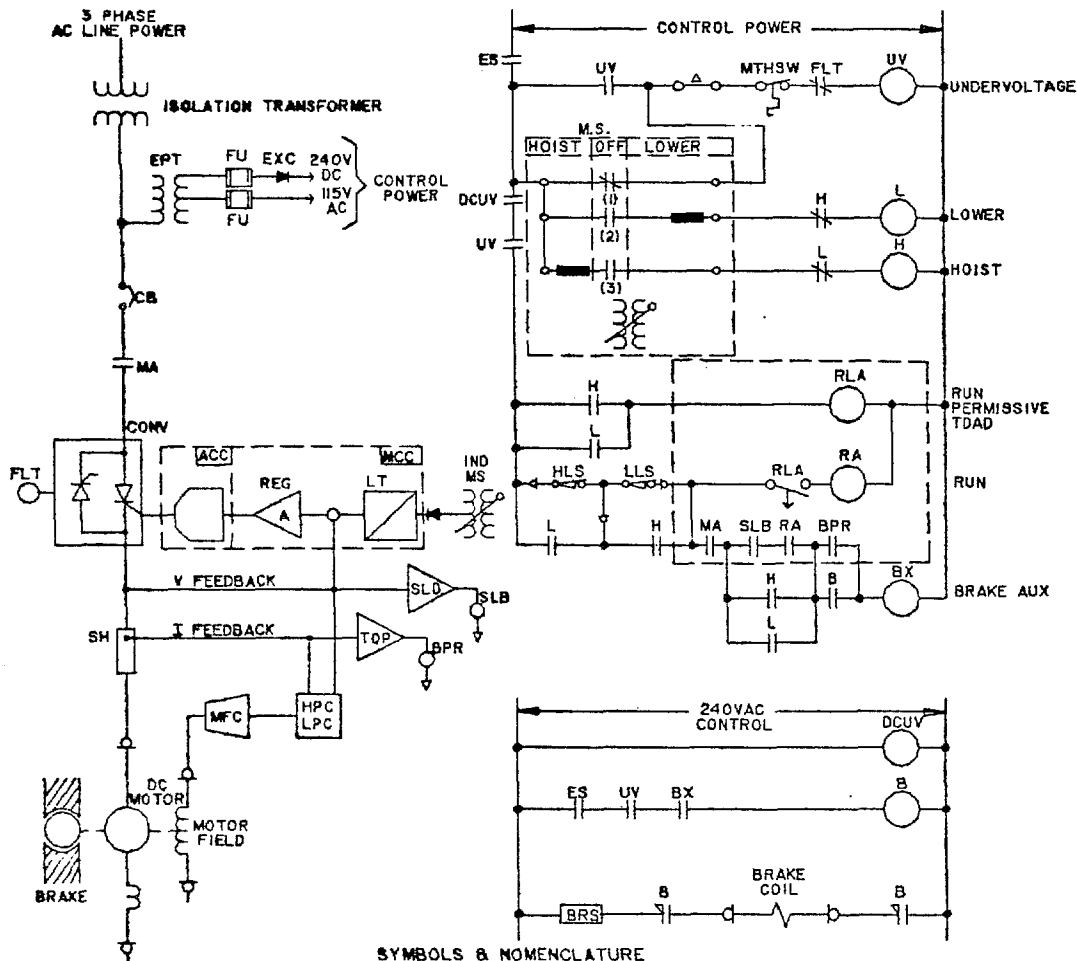 3 PHASE
AC LINE POWER
ISOLATION TRANSFORMER
EPT
FU
EXC
240V
DC
FU
115V
AC
CONTROL
POWER
CB
MA
CONV
FLT
ACC
MCC
REG
A
LT
IND
MS
V FEEDBACK
SLD
SLB
SH
I FEEDBACK
TOP
BPR
MFC
HPC
LPC
DC
MOTOR
MOTOR
FIELD
BRAKE
CONTROL POWER
ES
UV
MTHSW
FLT
UV
UNDERVOLTAGE
M.S.
HOIST
OFF
LOWER
DCUV
(1)
H
L
LOWER
(2)
UV
L
H
HOIST
(3)
H
RLA
RUN
PERMISSIVE
TDAD
L
HLS
LLS
RLA
RA
RUN
L
H
MA
SLB
RA
BPR
H
B
BX
BRAKE AUX
L
240VAC
CONTROL
DCUV
ES
UV
BX
B
BRS
B
BRAKE
COIL
B
SYMBOLS & NOMENCLATURE